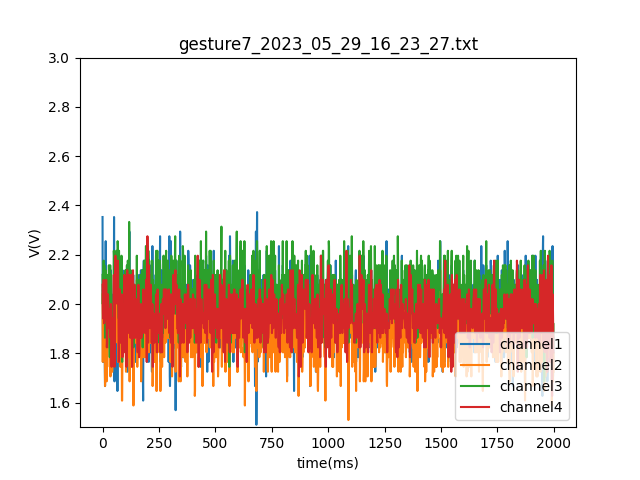 gesture7_2023_05_29_16_23_27.txt
3.0
2.8
2.6
2.4
2.2
2.0
1.8
1.6
V(V)
channel1
channel2
channel3
channel4
0 250 500 750 1000 1250 1500 1750 2000
time(ms)